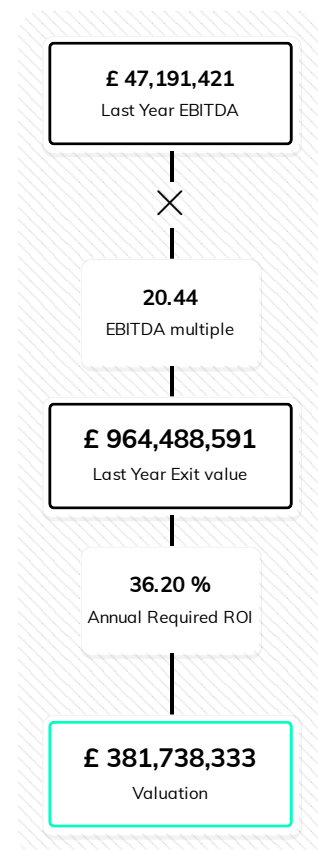 £ 47,191,421
Last Year EBITDA
20.44
EBITDA multiple
£ 964,488,591
Last Year Exit value
36.20 %
Annual Required ROI
£ 381,738,333
Valuation